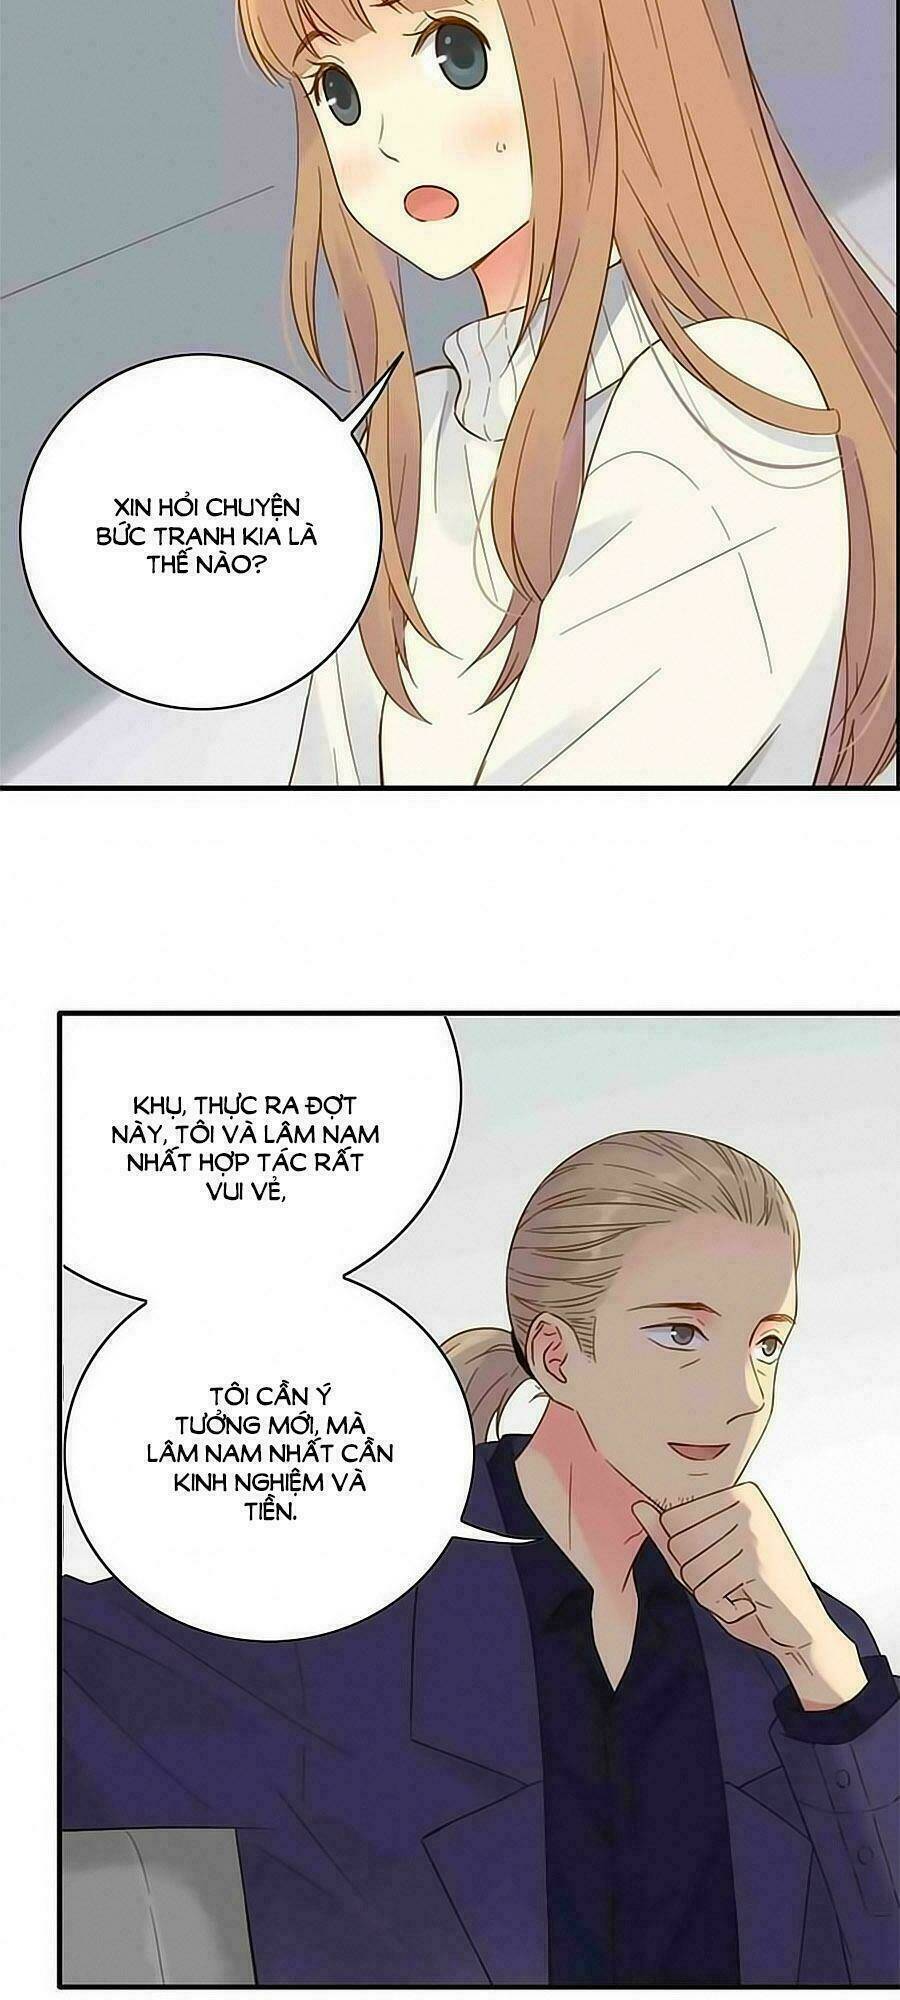 XIN HỎI CHUYỆN
BỨC TRANH KIA LÀ
THẾ NÀO?
KHỤ, THỰC RA ĐỢT
NÀY, TÔI VÀ LÂM NAM
NHẤT HỢP TÁC RẤT
VUI VẺ,
TÔI CẦN Ý
TƯỞNG MỚI, MÀ
LÂM NAM NHẤT CẦN
KINH NGHIỆM VÀ
TIỀN.